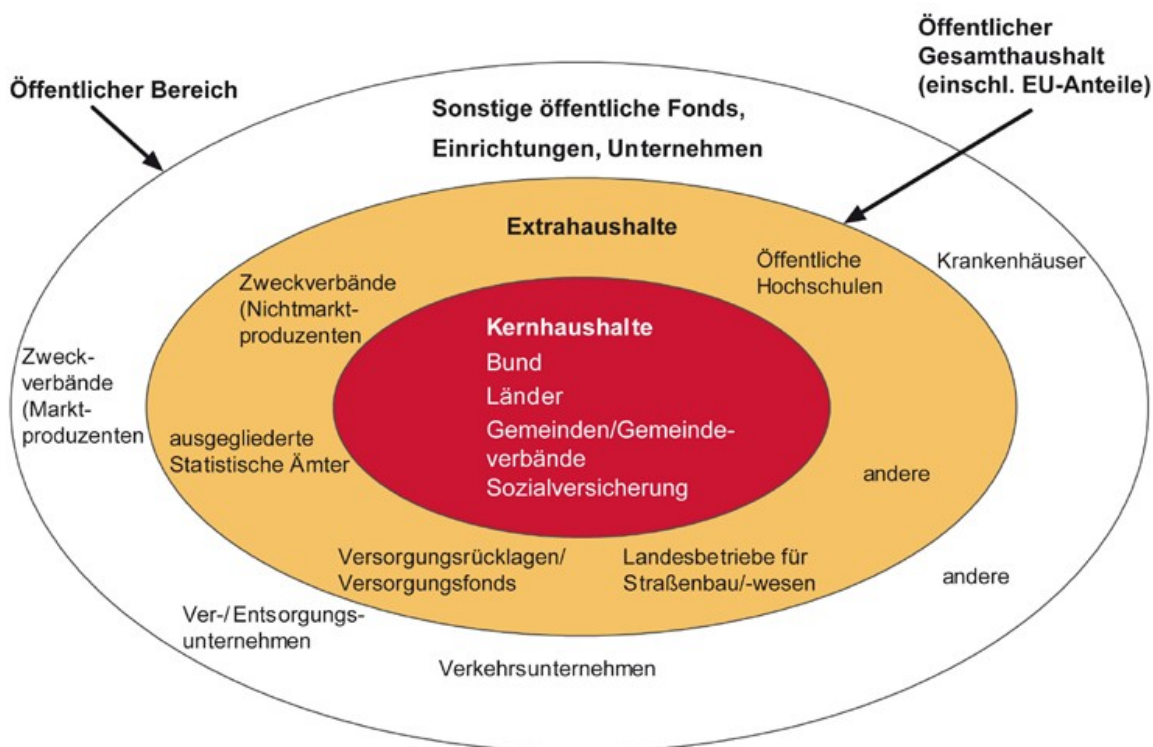 Öffentlicher Bereich
Öffentlicher
Gesamthaushalt
(einschl. EU-Anteile)
Sonstige öffentliche Fonds,
Einrichtungen, Unternehmen
Extrahaushalte
Zweckverbände
(Nichtmarkt-
produzenten
Öffentliche
Hochschulen
Krankenhäuser
Kernhaushalte
Bund
Länder
Gemeinden/Gemeinde-
verbände
Sozialversicherung
Zweck-
verbände
(Markt-
produzenten
ausgegliederte
Statistische Ämter
andere
Versorgungsrücklagen/
Versorgungsfonds
Landesbetriebe für
Straßenbau/-wesen
andere
Ver-/Entsorgungs-
unternehmen
Verkehrsunternehmen